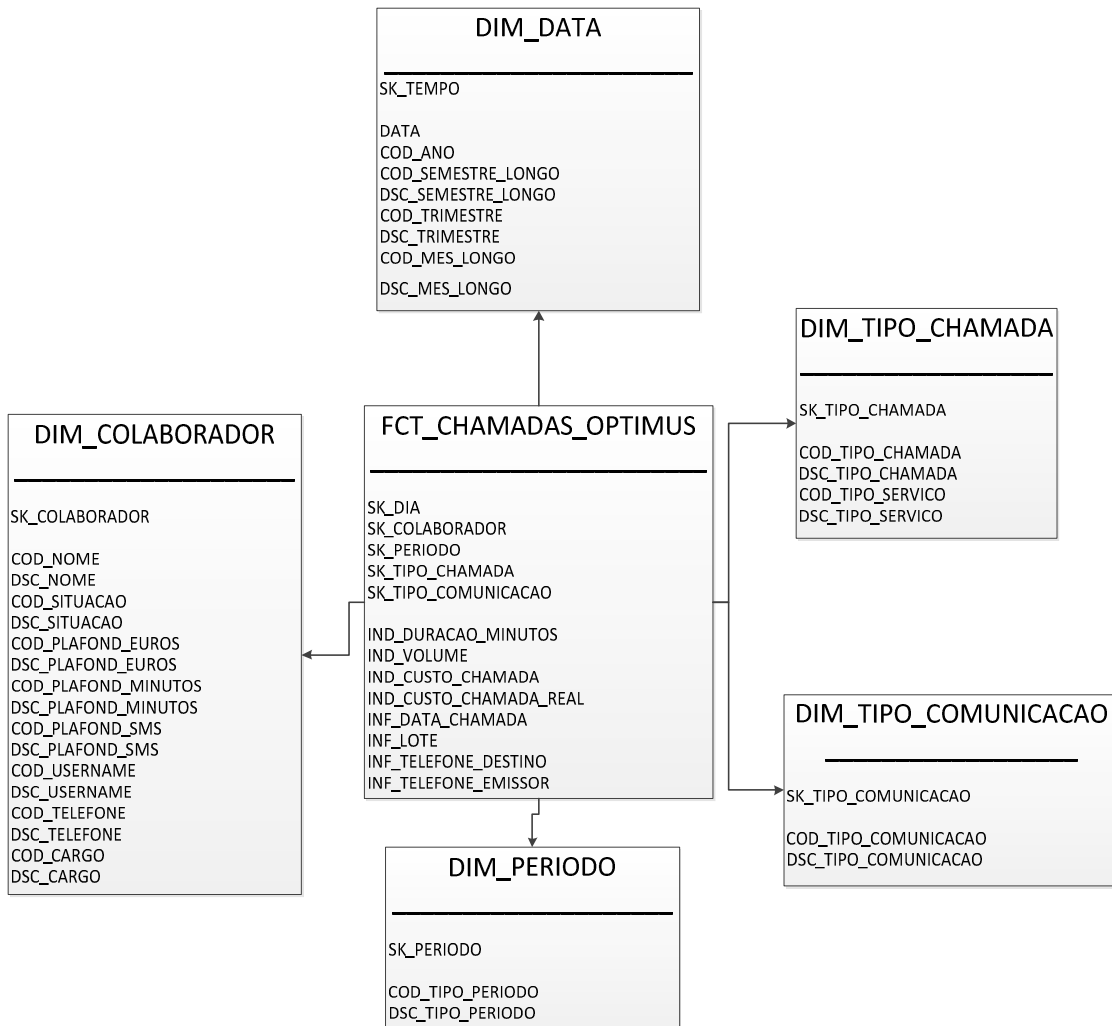 DIM_DATA
SK_TEMPO
DATA
COD_ANO
COD_SEMESTRE_LONGO
DSC_SEMESTRE_LONGO
COD_TRIMESTRE
DSC_TRIMESTRE
COD_MES_LONGO
DSC_MES_LONGO
DIM_TIPO_CHAMADA
SK_TIPO_CHAMADA
COD_TIPO_CHAMADA
DSC_TIPO_CHAMADA
COD_TIPO_SERVICO
DSC_TIPO_SERVICO
DIM_COLABORADOR
SK_COLABORADOR
COD_NOME
DSC_NOME
COD_SITUACAO
DSC_SITUACAO
COD_PLAFOND_EUROS
DSC_PLAFOND_EUROS
COD_PLAFOND_MINUTOS
DSC_PLAFOND_MINUTOS
COD_PLAFOND_SMS
DSC_PLAFOND_SMS
COD_USERNAME
DSC_USERNAME
COD_TELEFONE
DSC_TELEFONE
COD_CARGO
DSC_CARGO
FCT_CHAMADAS_OPTIMUS
SK_DIA
SK_COLABORADOR
SK_PERIODO
SK_TIPO_CHAMADA
SK_TIPO_COMUNICACAO
IND_DURACAO_MINUTOS
IND_VOLUME
IND_CUSTO_CHAMADA
IND_CUSTO_CHAMADA_REAL
INF_DATA_CHAMADA
INF_LOTE
INF_TELEFONE_DESTINO
INF_TELEFONE_EMISSOR
DIM_TIPO_COMUNICACAO
SK_TIPO_COMUNICACAO
COD_TIPO_COMUNICACAO
DSC_TIPO_COMUNICACAO
DIM_PERIODO
SK_PERIODO
COD_TIPO_PERIODO
DSC_TIPO_PERIODO